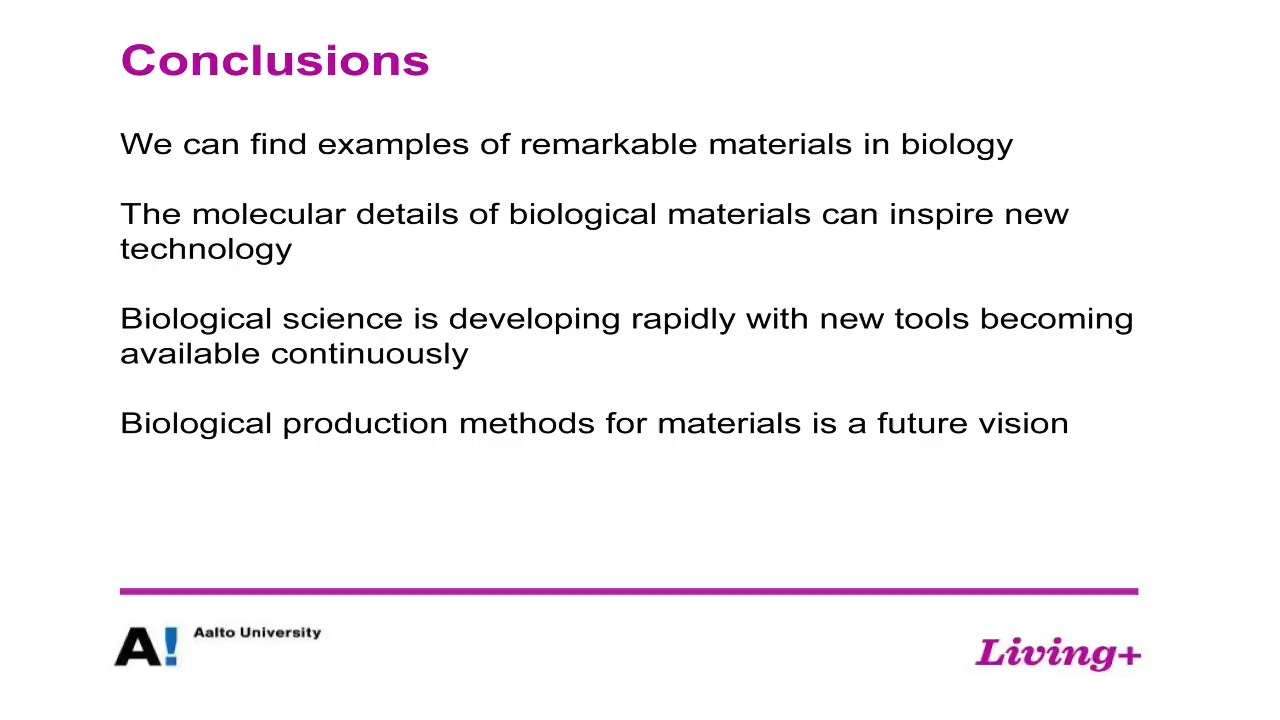 Conclusions
We can find examples of remarkable materials in biology
The molecular details of biological materials can inspire new
technology
Biological science is developing rapidly with new tools becoming
available continuously
Biological production methods for materials is a future vision
A! Aalto University
Living+